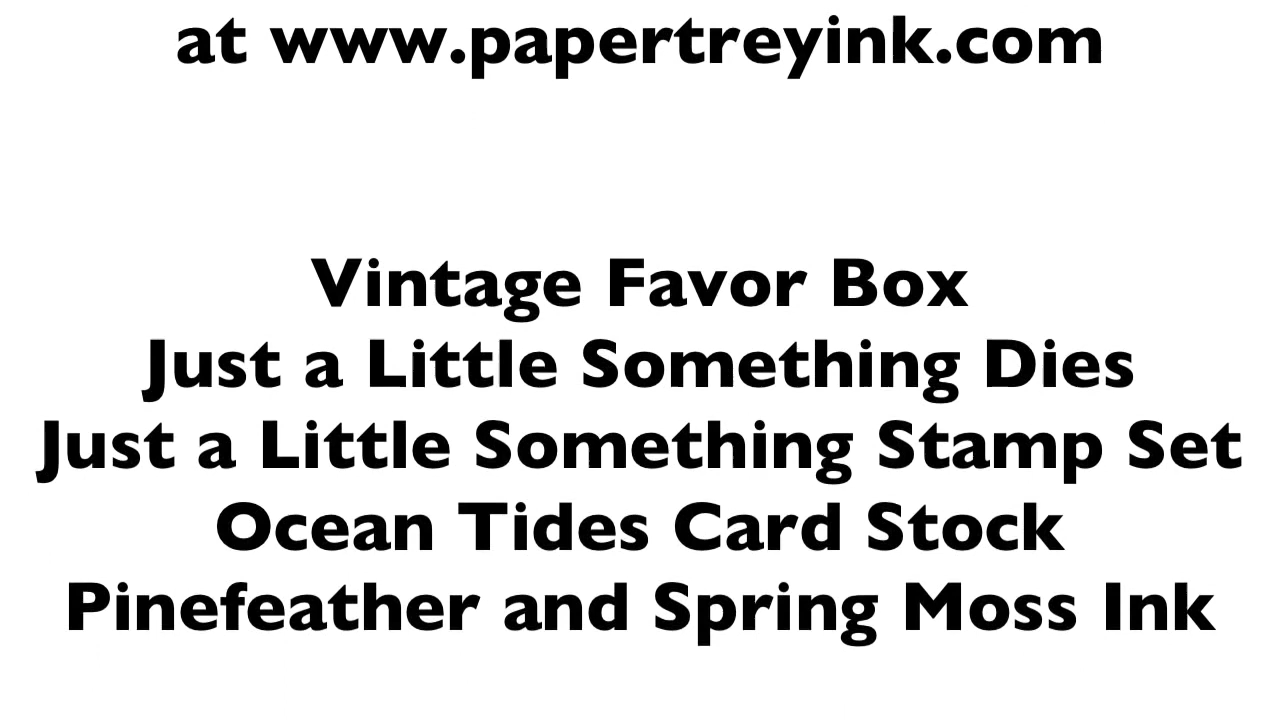 at www.papertreyink.com
Vintage Favor Box
Just a Little Something Dies
Just a Little Something Stamp Set
Ocean Tides Card Stock
Pinefeather and Spring Moss Ink